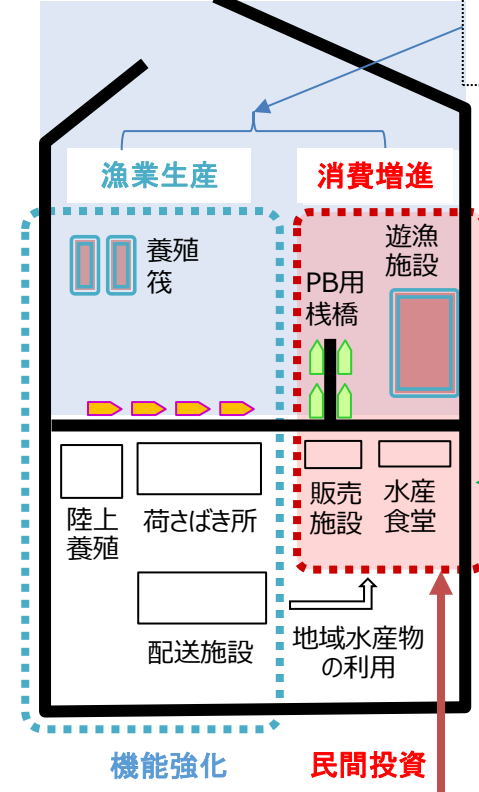 漁業生産
消費増進
養殖
筏
遊漁
施設
PB用
桟橋
陸上
養殖
荷さばき所
販売
施設
水産
食堂
配送施設
地域水産物
の利用
機能強化
民間投資